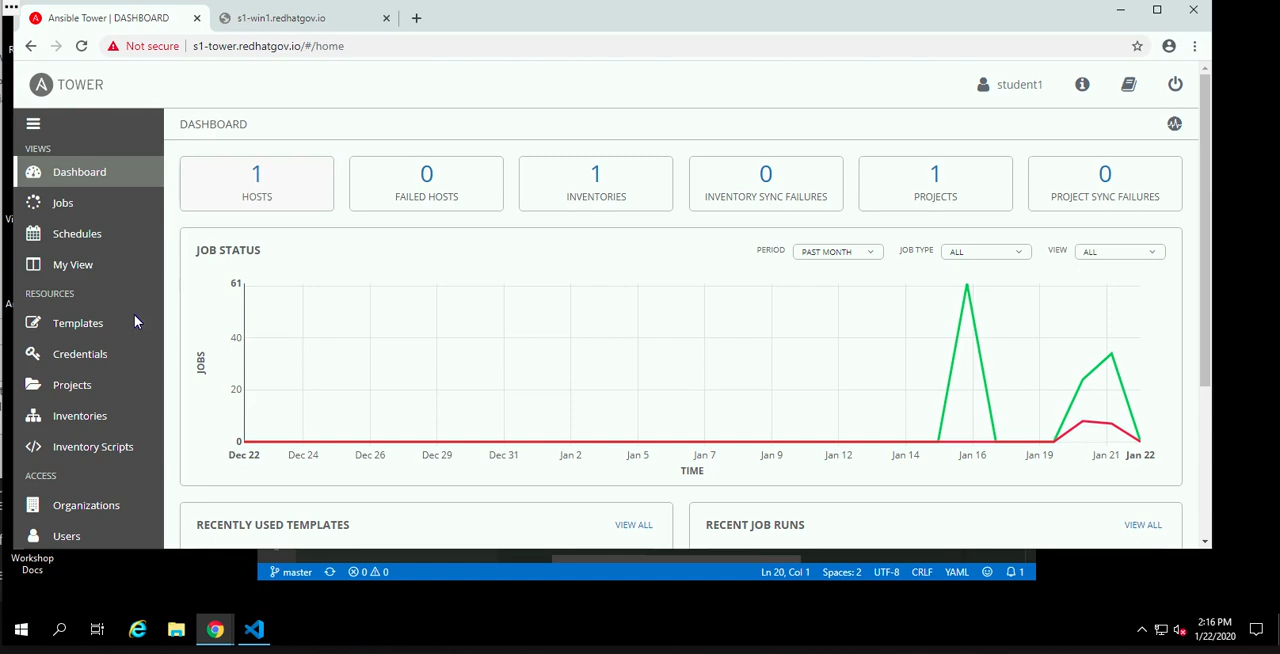 Ansible Tower | DASHBOARD
s1-win1.redhatgov.io
Not secure
s1-tower.redhatgov.io/#/home
A TOWER
student1
DASHBOARD
VIEWS
Dashboard
Jobs
Schedules
My View
RESOURCES
Templates
Credentials
Projects
Inventories
Inventory Scripts
ACCESS
Organizations
Users
1
HOSTS
0
FAILED HOSTS
1
INVENTORIES
0
INVENTORY SYNC FAILURES
1
PROJECTS
0
PROJECT SYNC FAILURES
JOB STATUS
PERIOD PAST MONTH JOB TYPE ALL VIEW ALL
61
40
20
0
JOBS
Dec 22 Dec 24 Dec 26 Dec 29 Dec 31 Jan 2 Jan 5 Jan 7 Jan 9 Jan 12 Jan 14 Jan 16 Jan 19 Jan 21 Jan 22
TIME
RECENTLY USED TEMPLATES VIEW ALL
RECENT JOB RUNS VIEW ALL
Workshop
Docs
master 0 0 Ln 20, Col 1 Spaces: 2 UTF-8 CRLF YAML 1
2:16 PM
1/22/2020